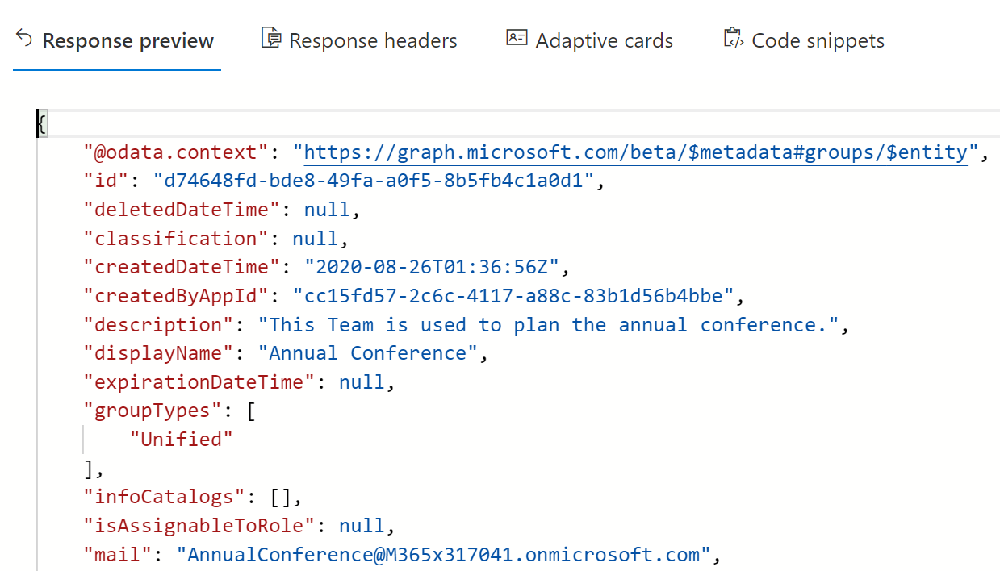 Response preview Response headers Adaptive cards Code snippets
{
"@odata.context": "https://graph.microsoft.com/beta/$metadata#groups/$entity",
"id": "d74648fd-bde8-49fa-a0f5-8b5fb4c1a0d1",
"deletedDateTime": null,
"classification": null,
"createdDateTime": "2020-08-26T01:36:56Z",
"createdByAppId": "cc15fd57-2c6c-4117-a88c-83b1d56b4bbe",
"description": "This Team is used to plan the annual conference.",
"displayName": "Annual Conference",
"expirationDateTime": null,
"groupTypes": [
"Unified"
],
"infoCatalogs": [],
"isAssignableToRole": null,
"mail": "AnnualConference@M365x317041.onmicrosoft.com",